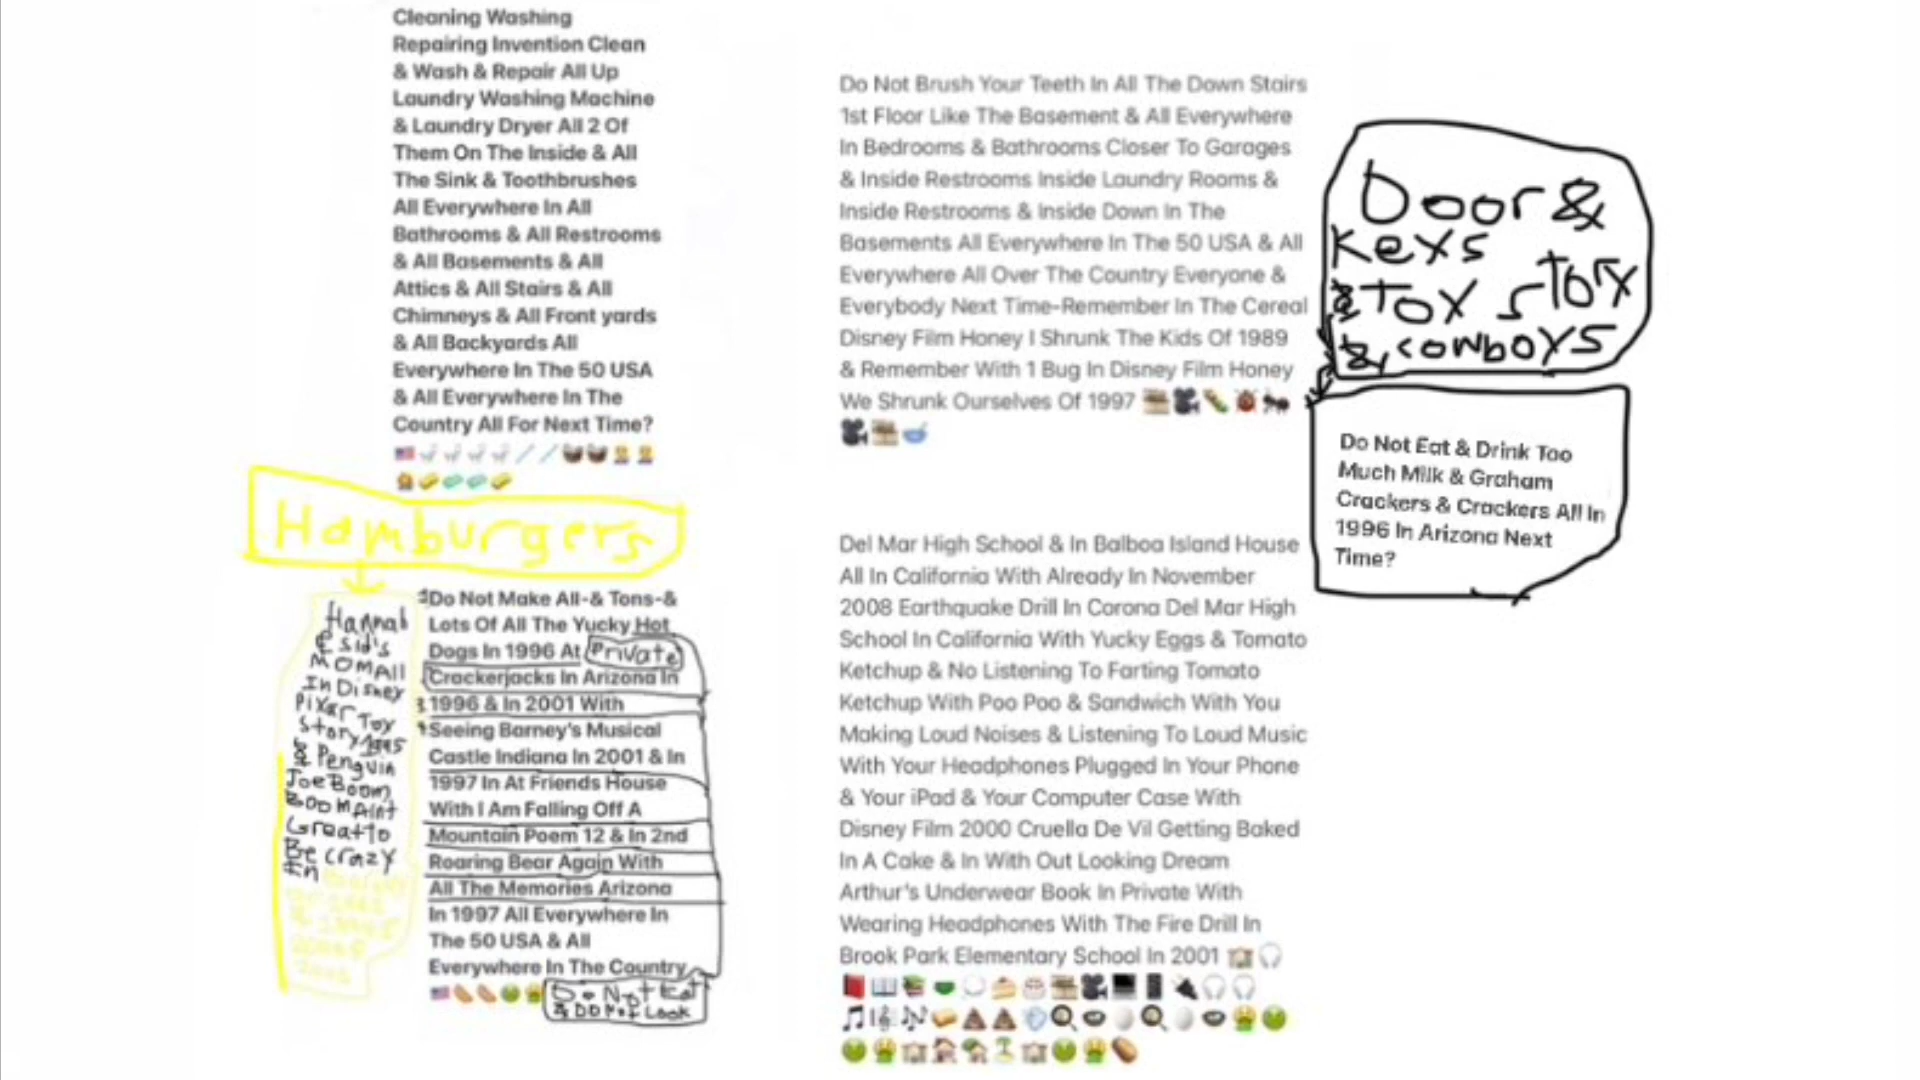 Cleaning Washing
Repairing Invention Clean
& Wash & Repair All Up
Laundry Washing Machine
& Laundry Dryer All 2 Of
Them On The Inside & All
The Sink & Toothbrushes
All Everywhere In All
Bathrooms & All Restrooms
& All Basements & All
Attics & All Stairs & All
Chimneys & All Front yards
& All Backyards All
Everywhere In The 50 USA
& All Everywhere In The
Country All For Next Time?
Hamburgers
Hannah
& Sid's
MOM All
In Disney
Pixar Toy
Story 1995
& Penguin
Joe Boom
BOOM Aint
Great to
Be crazy
In
Do Not Make All-& Tons-&
Lots Of All The Yucky Hot
Dogs In 1996 At Private
Crackerjacks In Arizona In
1996 & In 2001 With
Seeing Barney's Musical
Castle Indiana In 2001 & In
1997 In At Friends House
With I Am Falling Off A
Mountain Poem 12 & In 2nd
Roaring Bear Again With
All The Memories Arizona
In 1997 All Everywhere In
The 50 USA & All
Everywhere In The Country
Do Not Eat
& DO Not Look
Do Not Brush Your Teeth In All The Down Stairs
1st Floor Like The Basement & All Everywhere
In Bedrooms & Bathrooms Closer To Garages
& Inside Restrooms Inside Laundry Rooms &
Inside Restrooms & Inside Down In The
Basements All Everywhere In The 50 USA & All
Everywhere All Over The Country Everyone &
Everybody Next Time-Remember In The Cereal
Disney Film Honey I Shrunk The Kids Of 1989
& Remember With 1 Bug In Disney Film Honey
We Shrunk Ourselves Of 1997
Del Mar High School & In Balboa Island House
All In California With Already In November
2008 Earthquake Drill In Corona Del Mar High
School In California With Yucky Eggs & Tomato
Ketchup & No Listening To Farting Tomato
Ketchup With Poo Poo & Sandwich With You
Making Loud Noises & Listening To Loud Music
With Your Headphones Plugged In Your Phone
& Your iPad & Your Computer Case With
Disney Film 2000 Cruella De Vil Getting Baked
In A Cake & In With Out Looking Dream
Arthur's Underwear Book In Private With
Wearing Headphones With The Fire Drill In
Brook Park Elementary School In 2001
Door &
Keys
& Toy Story
& cowboys
Do Not Eat & Drink Too
Much Milk & Graham
Crackers & Crackers All In
1996 In Arizona Next
Time?